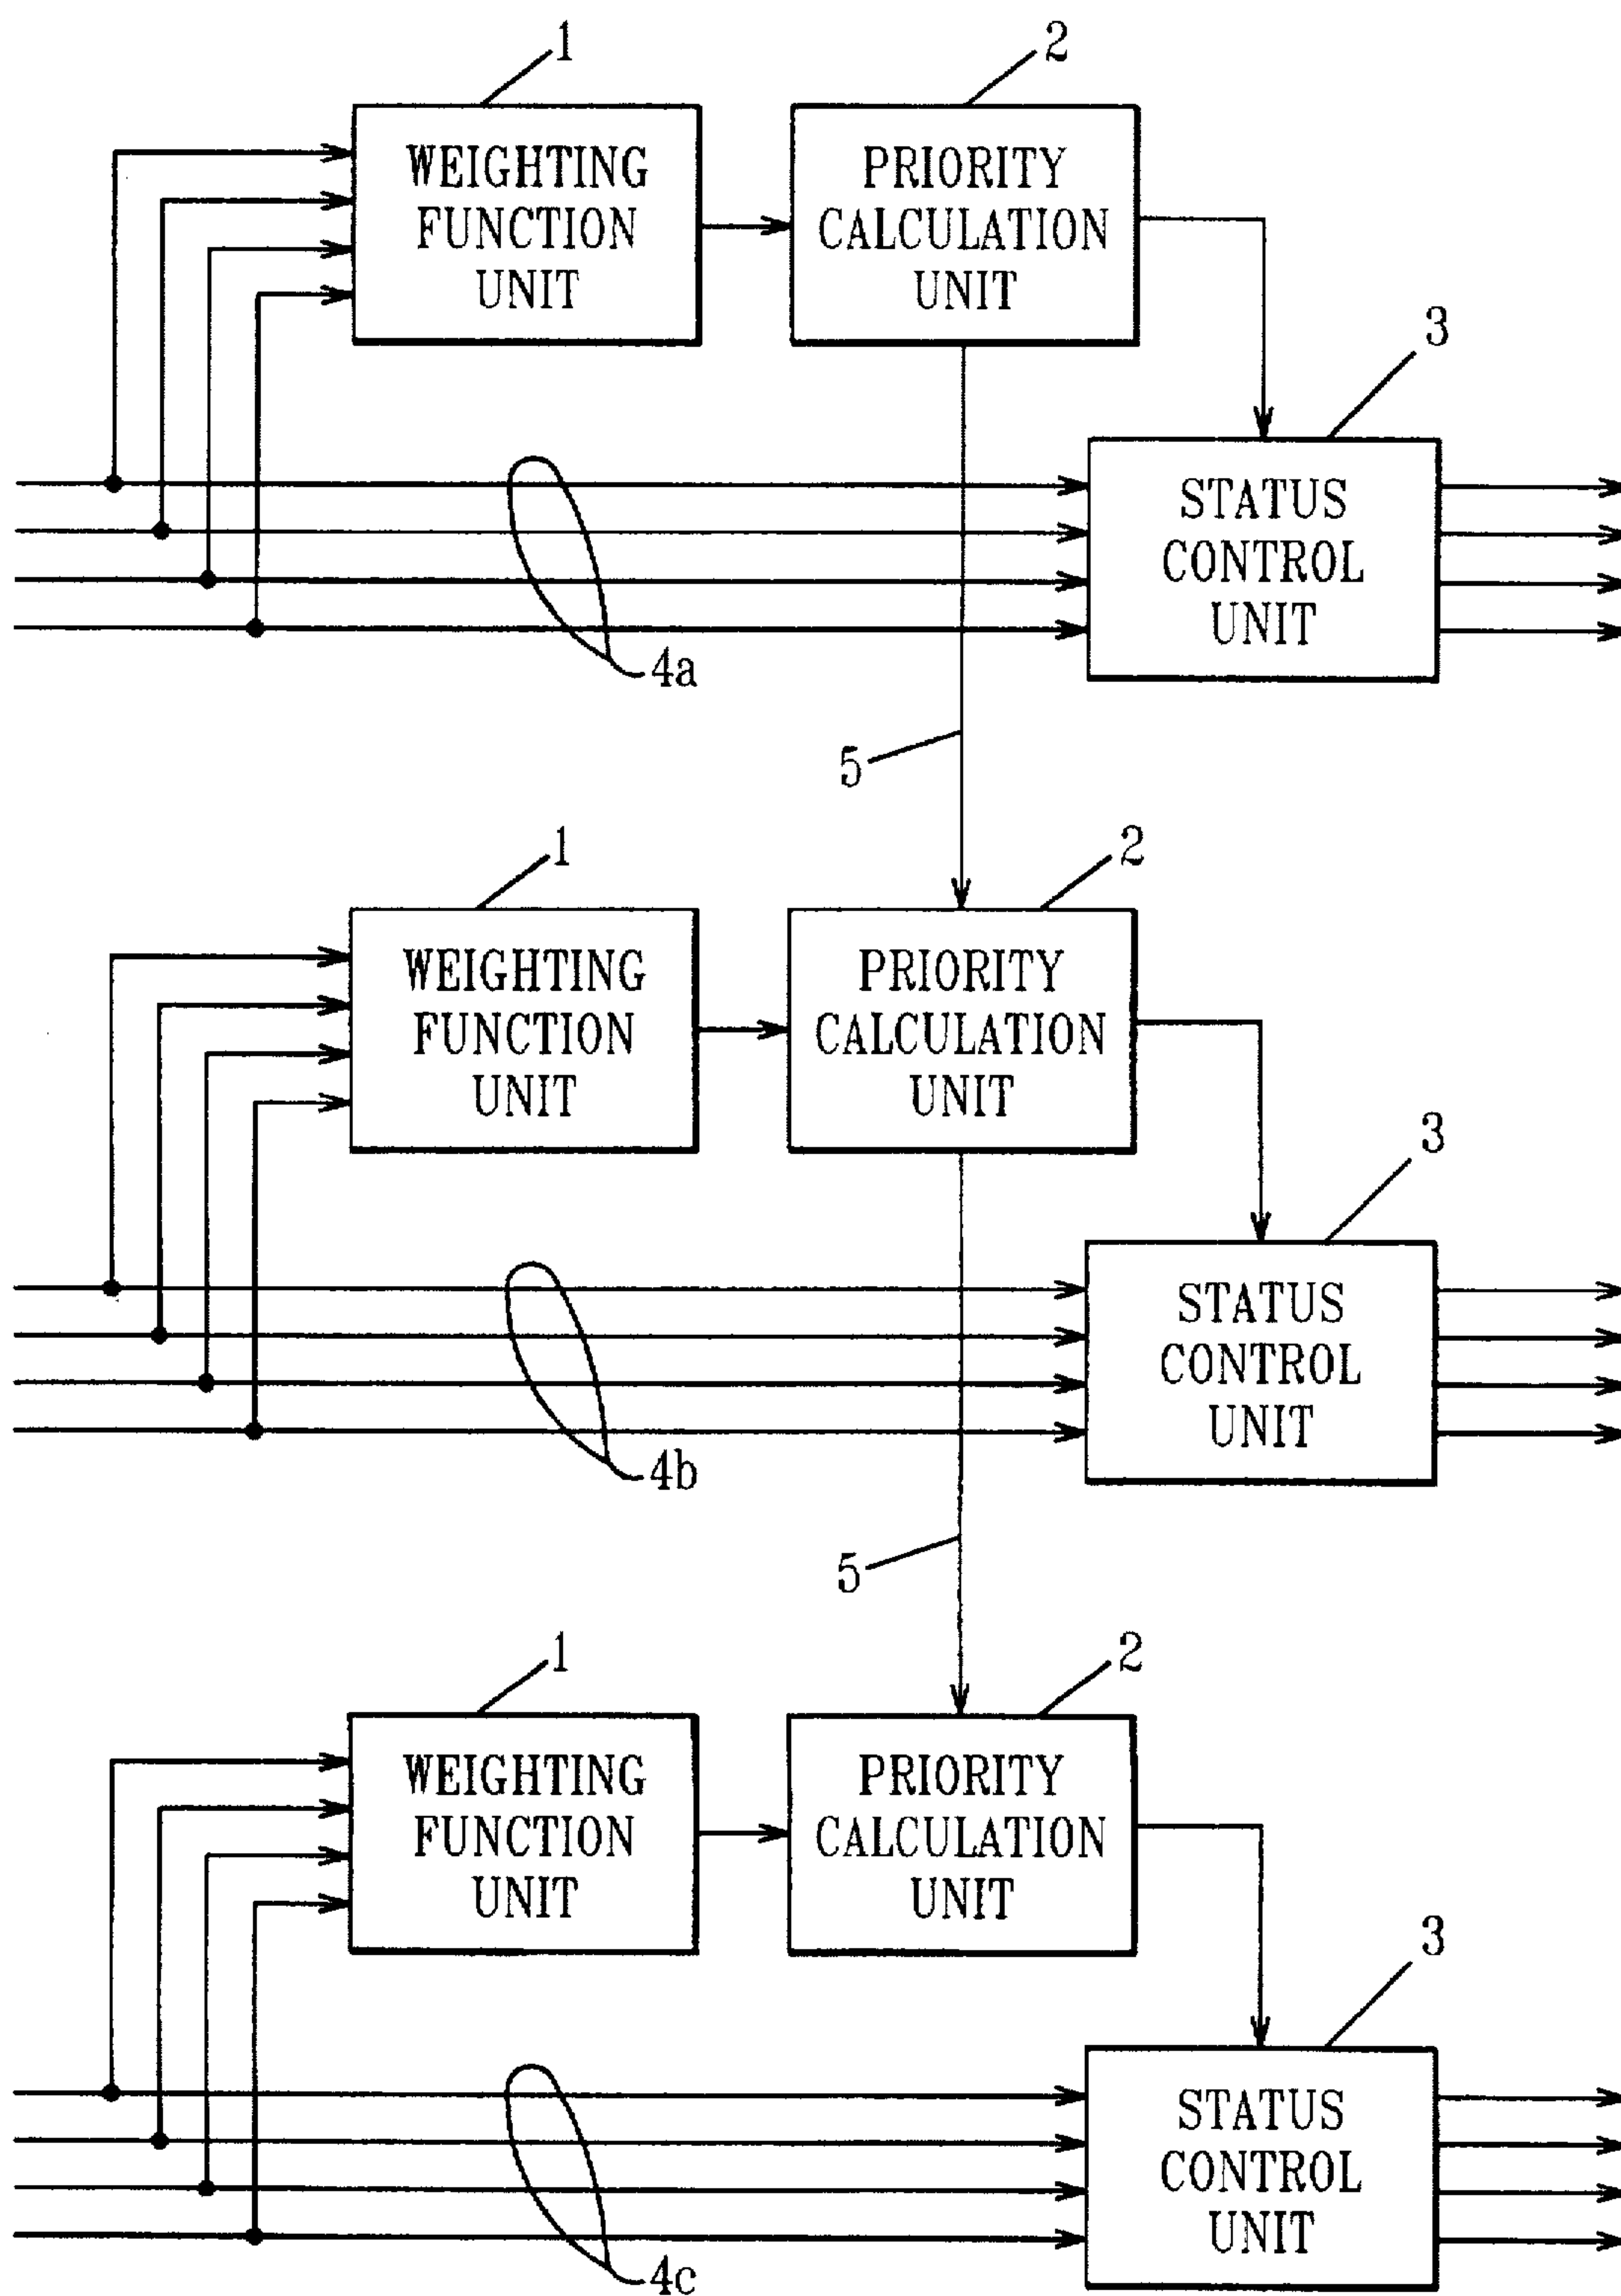 1
2
WEIGHTING
FUNCTION
UNIT
PRIORITY
CALCULATION
UNIT
3
STATUS
CONTROL
UNIT
4a
5
1
2
WEIGHTING
FUNCTION
UNIT
PRIORITY
CALCULATION
UNIT
3
STATUS
CONTROL
UNIT
4b
5
1
2
WEIGHTING
FUNCTION
UNIT
PRIORITY
CALCULATION
UNIT
3
STATUS
CONTROL
UNIT
4c